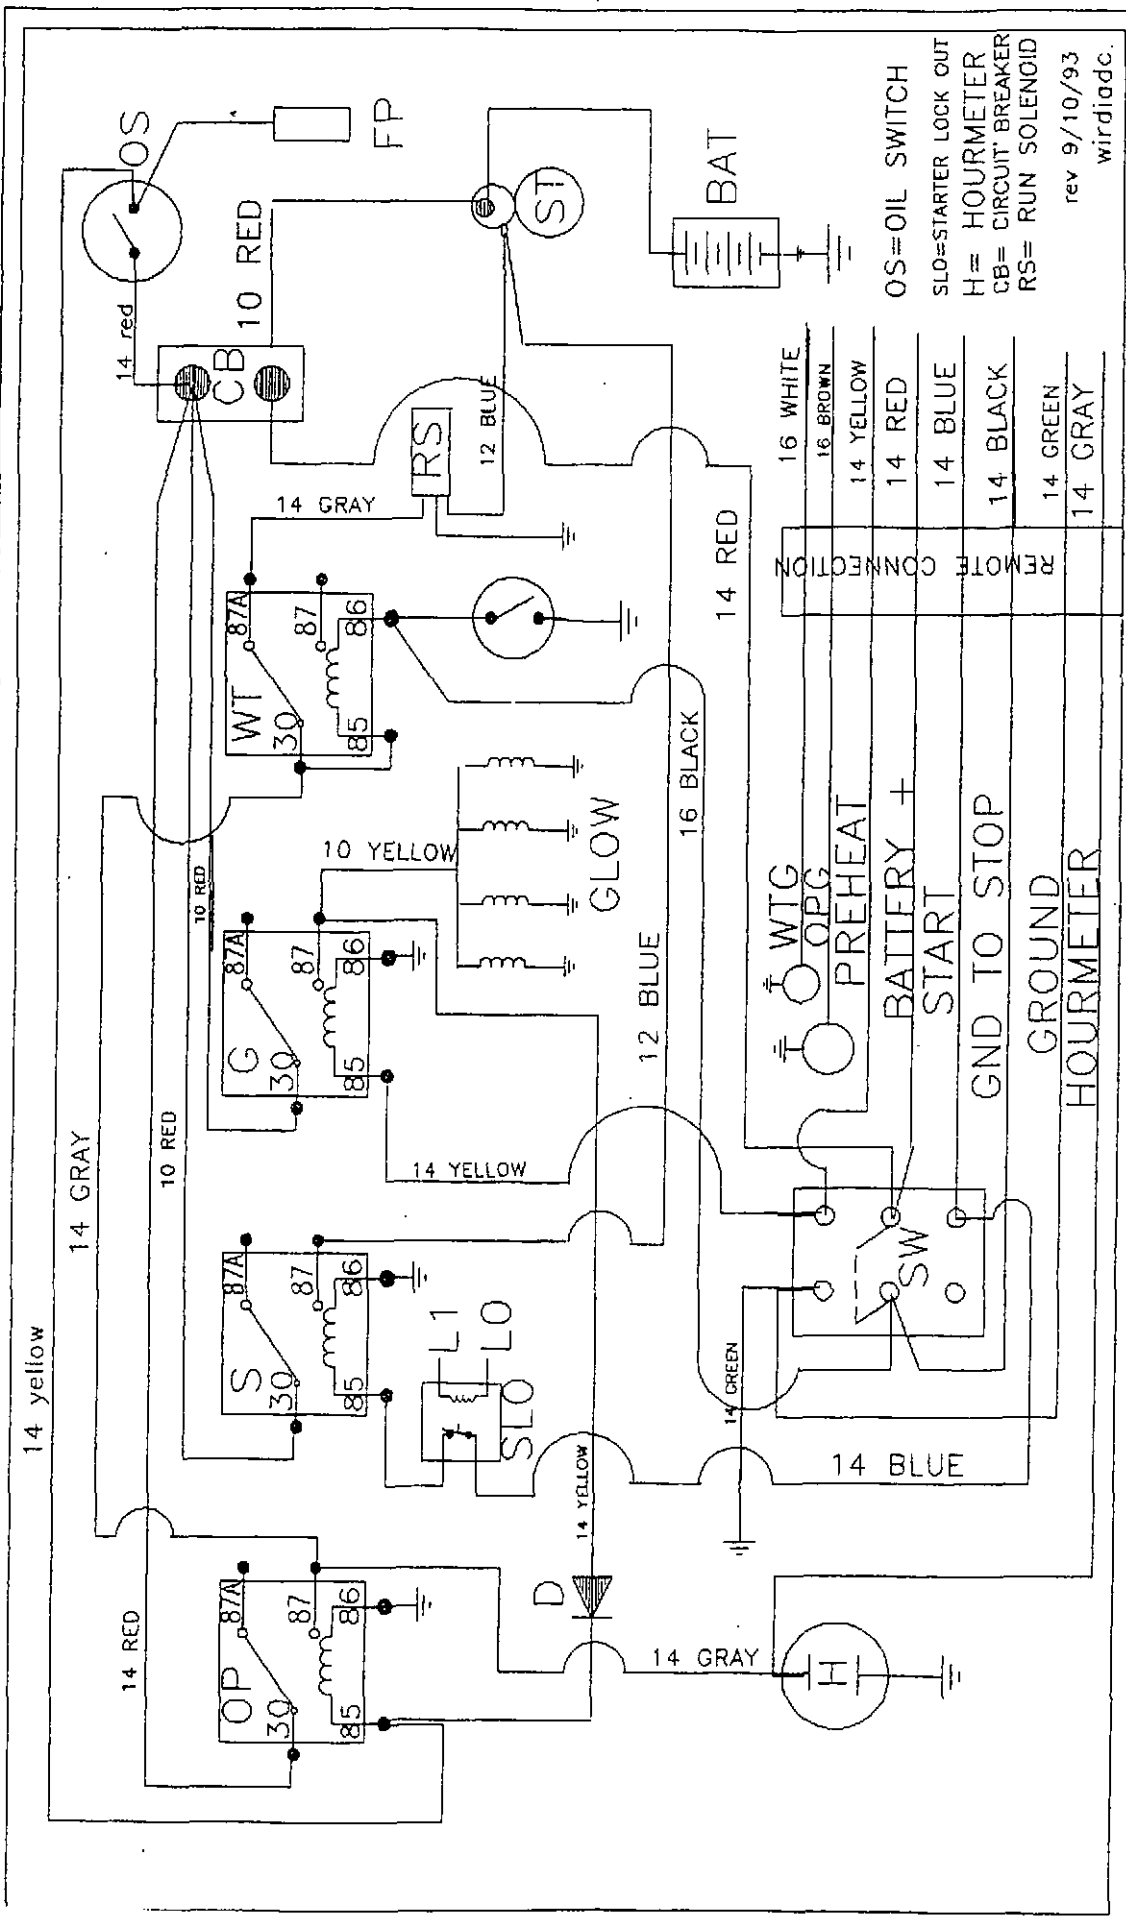 14 yellow
14 GRAY
14 RED
10 RED
10 RED
14 red
OS
FP
10 RED
CB
OP
87A
30
87
85
86
S
87A
30
87
85
86
G
87A
30
87
85
86
WT
87A
30
87
85
86
14 GRAY
RS
12 BLUE
ST
BAT
L1
LO
SLO
10 YELLOW
GLOW
14 YELLOW
14 YELLOW
D
14 GRAY
H
12 BLUE
16 BLACK
14 RED
14 GREEN
14 BLUE
SW
WTG
OPG
PREHEAT
BATTERY +
START
GND TO STOP
GROUND
HOURMETER
REMOTE CONNECTION
16 WHITE
16 BROWN
14 YELLOW
14 RED
14 BLUE
14 BLACK
14 GREEN
14 GRAY
OS=OIL SWITCH
SLO=STARTER LOCK OUT
H= HOURMETER
CB= CIRCUIT BREAKER
RS= RUN SOLENOID
rev 9/10/93
wirdiadc.